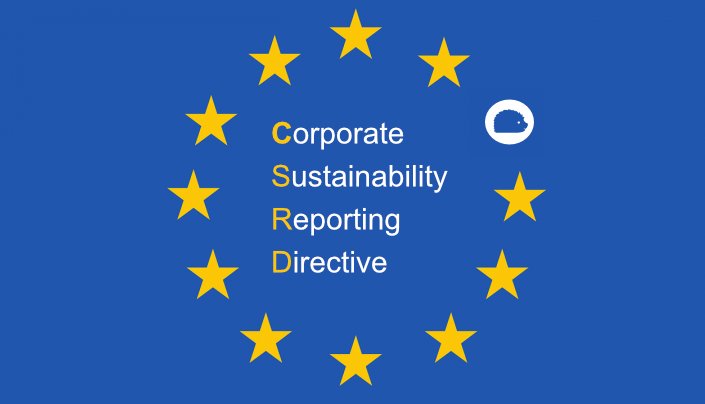 Corporate
Sustainability
Reporting
Directive